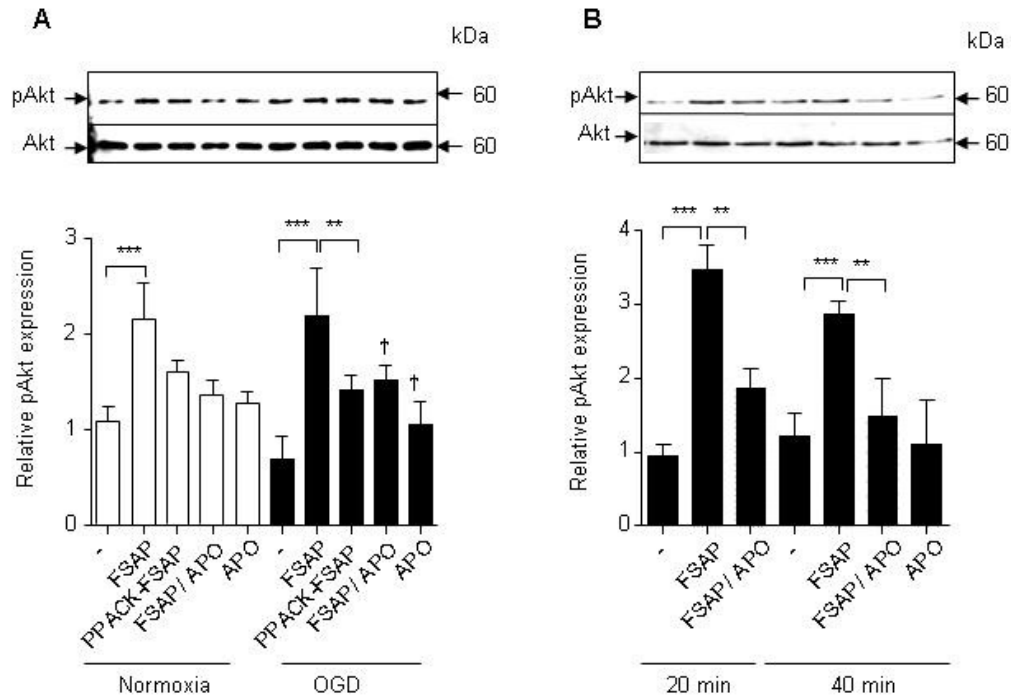 A
kDa
pAkt
60
Akt
60
Relative pAkt expression
3
2
1
0
***
***
**
†
†
-
FSAP
PPACK-FSAP
FSAP/ APO
APO
-
FSAP
PPACK-FSAP
FSAP/ APO
APO
Normoxia
OGD
B
kDa
pAkt
60
Akt
60
Relative pAkt expression
4
3
2
1
0
***
**
***
**
-
FSAP
FSAP/ APO
-
FSAP
FSAP/ APO
APO
20 min
40 min